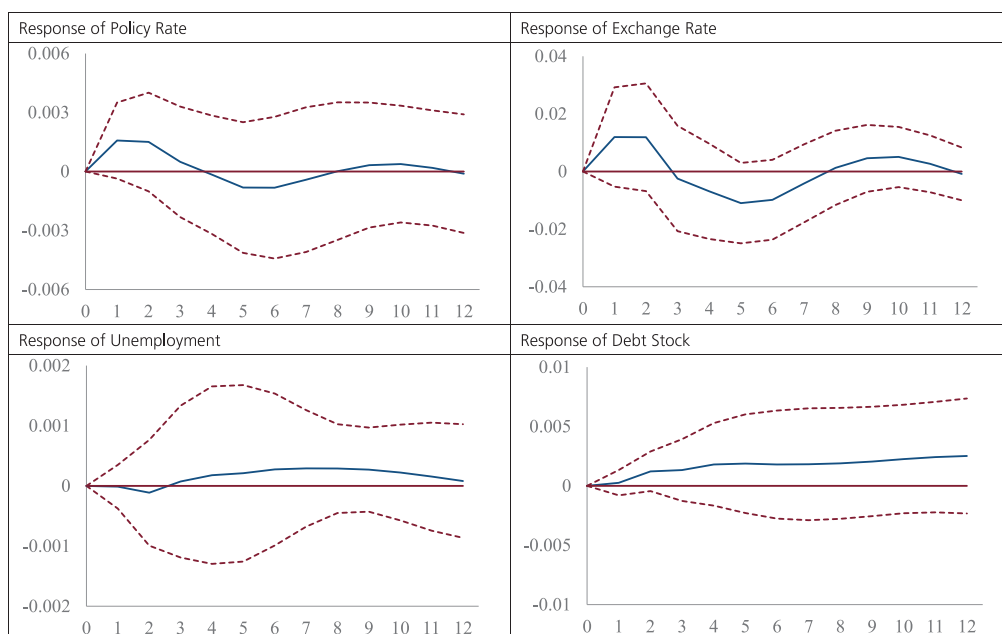 Response of Policy Rate
0.006
0.003
0
-0.003
-0.006
0 1 2 3 4 5 6 7 8 9 10 11 12
Response of Exchange Rate
0.04
0.02
0
-0.02
-0.04
0 1 2 3 4 5 6 7 8 9 10 11 12
Response of Unemployment
0.002
0.001
0
-0.001
-0.002
0 1 2 3 4 5 6 7 8 9 10 11 12
Response of Debt Stock
0.01
0.005
0
-0.005
-0.01
0 1 2 3 4 5 6 7 8 9 10 11 12